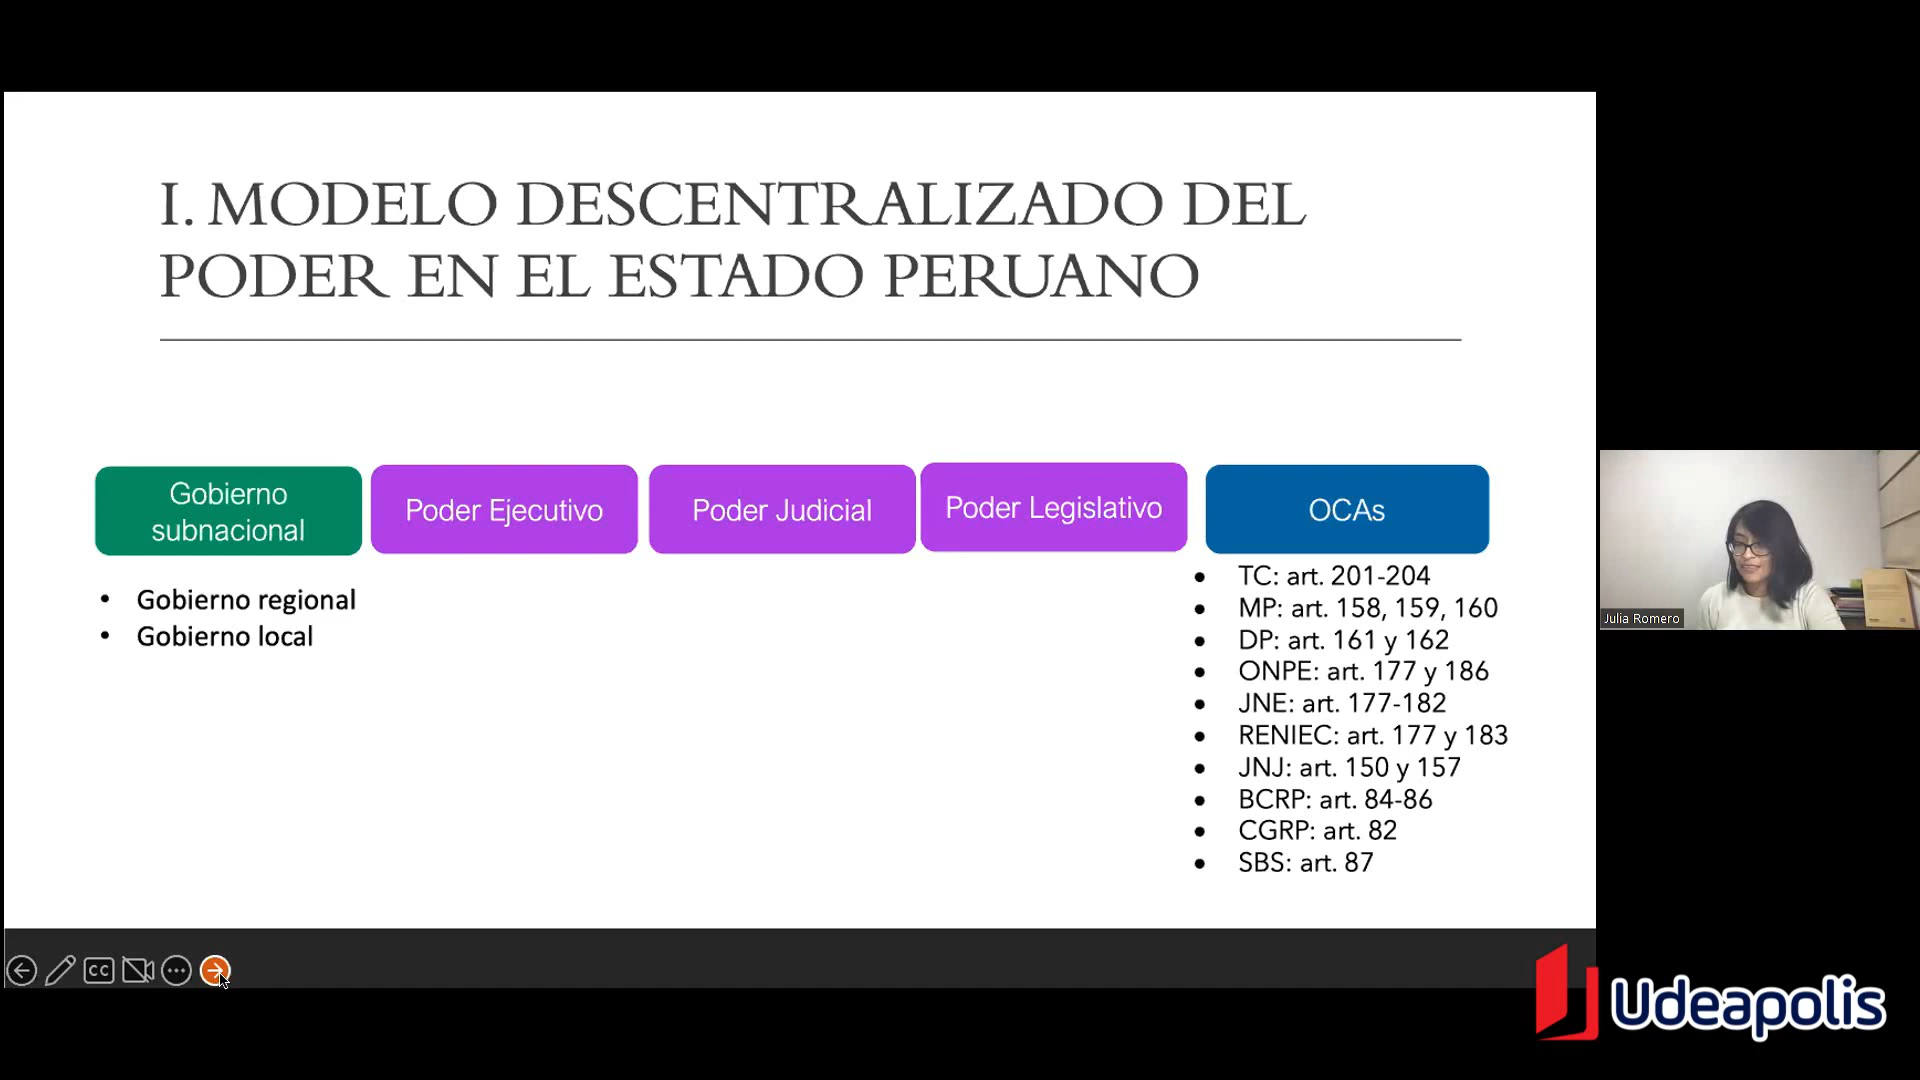 I. MODELO DESCENTRALIZADO DEL
PODER EN EL ESTADO PERUANO
Gobierno
subnacional
Poder Ejecutivo
Poder Judicial
Poder Legislativo
OCAs
• Gobierno regional
• Gobierno local
• TC: art. 201-204
• MP: art. 158, 159, 160
• DP: art. 161 y 162
• ONPE: art. 177 y 186
• JNE: art. 177-182
• RENIEC: art. 177 y 183
• JNJ: art. 150 y 157
• BCRP: art. 84-86
• CGRP: art. 82
• SBS: art. 87
Julia Romero
CC
Udeapolis